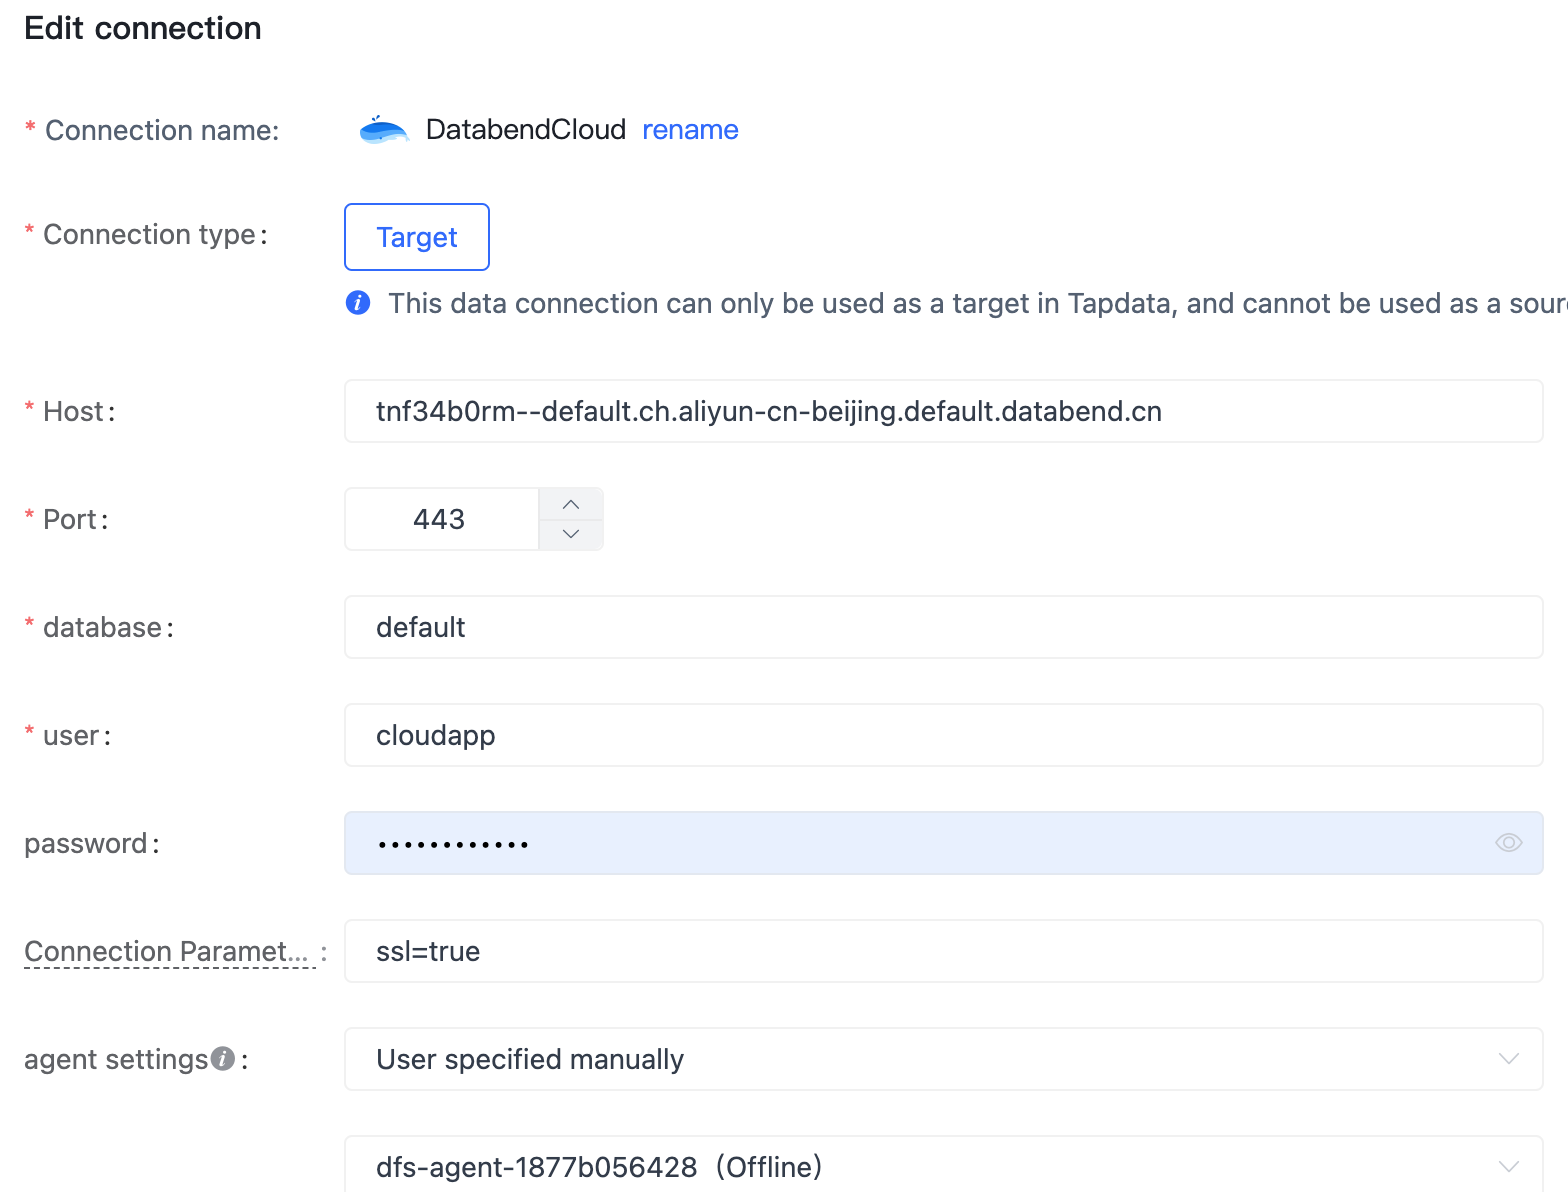 Edit connection
* Connection name: DatabendCloud rename
* Connection type: Target
This data connection can only be used as a target in Tapdata, and cannot be used as a
* Host: tnf34b0rm--default.ch.aliyun-cn-beijing.default.databend.cn
* Port: 443
* database: default
* user: cloudapp
password: ••••••••••••
Connection Paramet... : ssl=true
agent settings : User specified manually
dfs-agent-1877b056428（Offline）